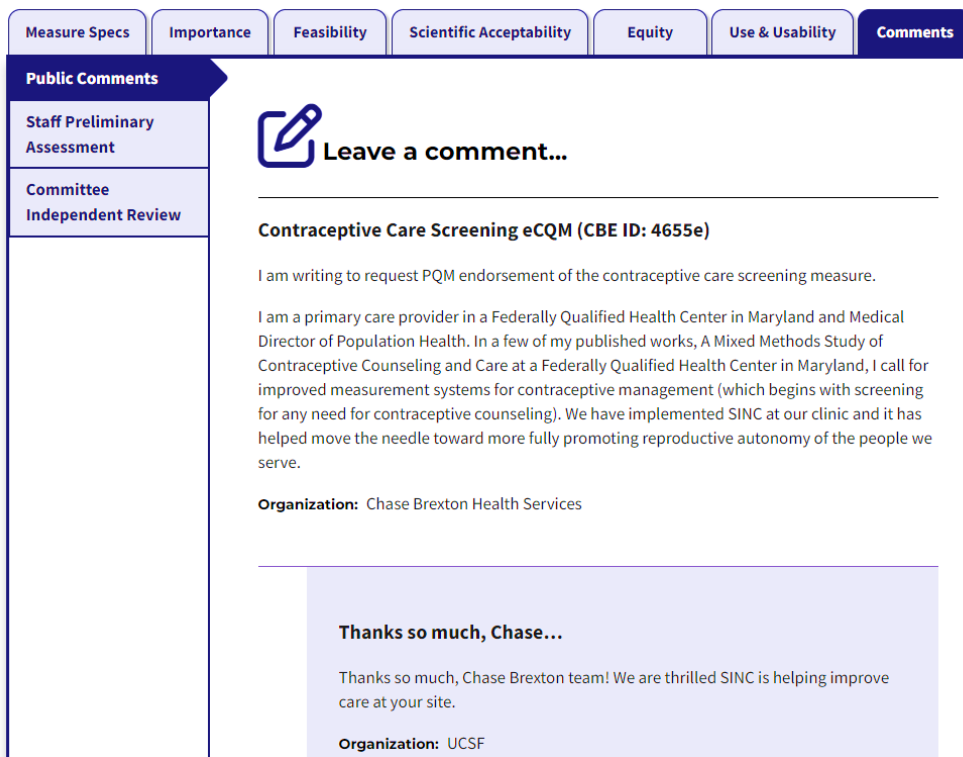 Measure Specs
Importance
Feasibility
Scientific Acceptability
Equity
Use & Usability
Comments
Public Comments
Staff Preliminary
Assessment
Committee
Independent Review
Leave a comment...
Contraceptive Care Screening eCQM (CBE ID: 4655e)
I am writing to request PQM endorsement of the contraceptive care screening measure.
I am a primary care provider in a Federally Qualified Health Center in Maryland and Medical
Director of Population Health. In a few of my published works, A Mixed Methods Study of
Contraceptive Counseling and Care at a Federally Qualified Health Center in Maryland, I call for
improved measurement systems for contraceptive management (which begins with screening
for any need for contraceptive counseling). We have implemented SINC at our clinic and it has
helped move the needle toward more fully promoting reproductive autonomy of the people we
serve.
Organization: Chase Brexton Health Services
Thanks so much, Chase…
Thanks so much, Chase Brexton team! We are thrilled SINC is helping improve
care at your site.
Organization: UCSF